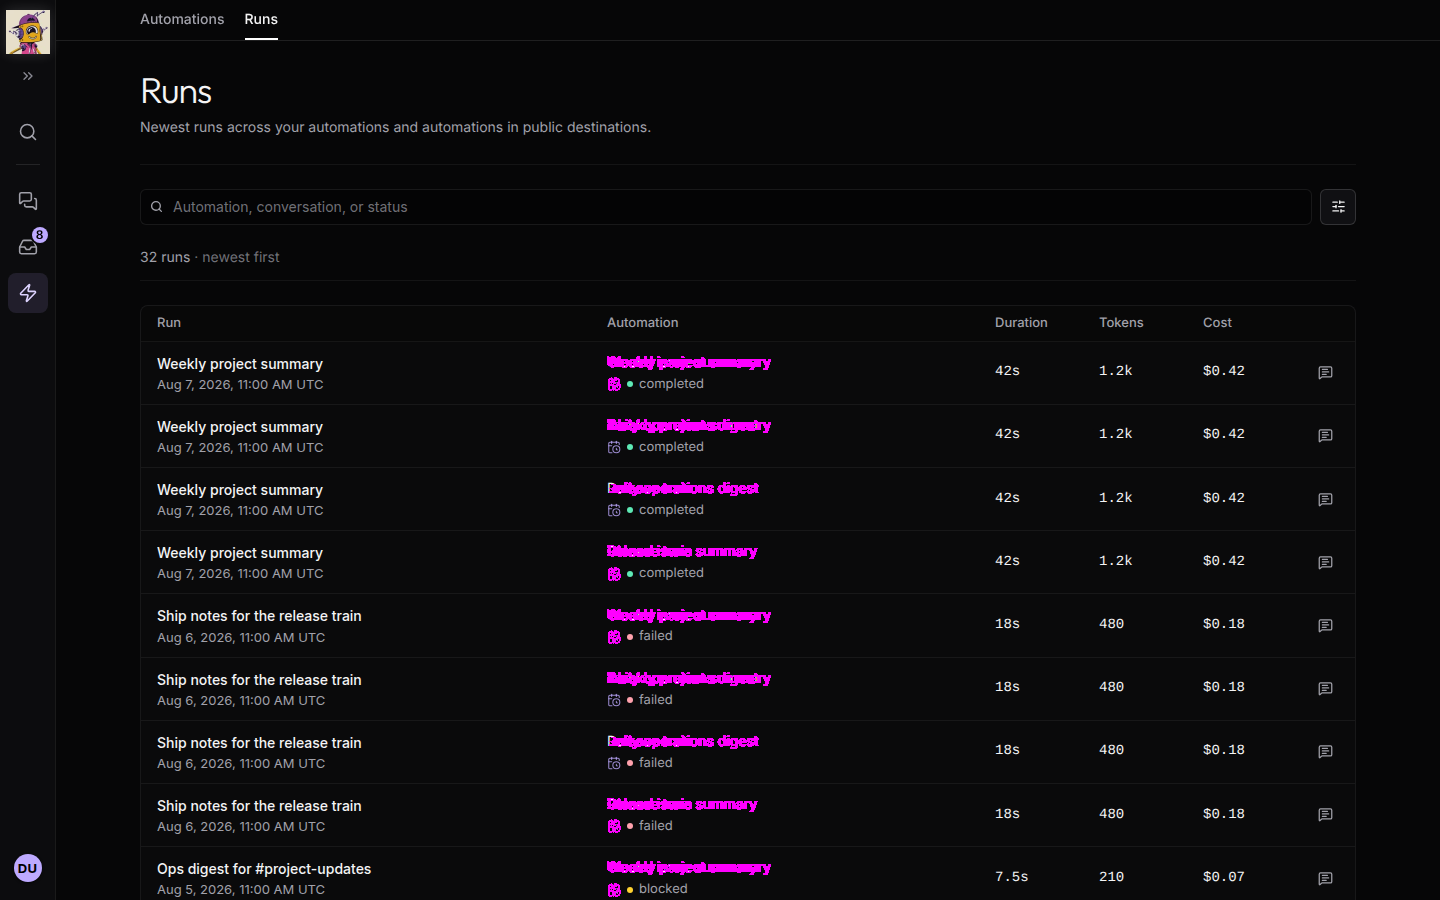 Automations Runs
Runs
Newest runs across your automations and automations in public destinations.
Automation, conversation, or status
8
32 runs · newest first
Run Automation Duration Tokens Cost
Weekly project summary
42s 1.2k $0.42
Aug 7, 2026, 11:00 AM UTC completed
Weekly project summary
42s 1.2k $0.42
Aug 7, 2026, 11:00 AM UTC completed
Weekly project summary digest
42s 1.2k $0.42
Aug 7, 2026, 11:00 AM UTC completed
Weekly project summary summary
42s 1.2k $0.42
Aug 7, 2026, 11:00 AM UTC completed
Ship notes for the release train
18s 480 $0.18
Aug 6, 2026, 11:00 AM UTC failed
Ship notes for the release train
18s 480 $0.18
Aug 6, 2026, 11:00 AM UTC failed
Ship notes for the release train digest
18s 480 $0.18
Aug 6, 2026, 11:00 AM UTC failed
Ship notes for the release train summary
18s 480 $0.18
Aug 6, 2026, 11:00 AM UTC failed
Ops digest for #project-updates
7.5s 210 $0.07
Aug 5, 2026, 11:00 AM UTC blocked
DU